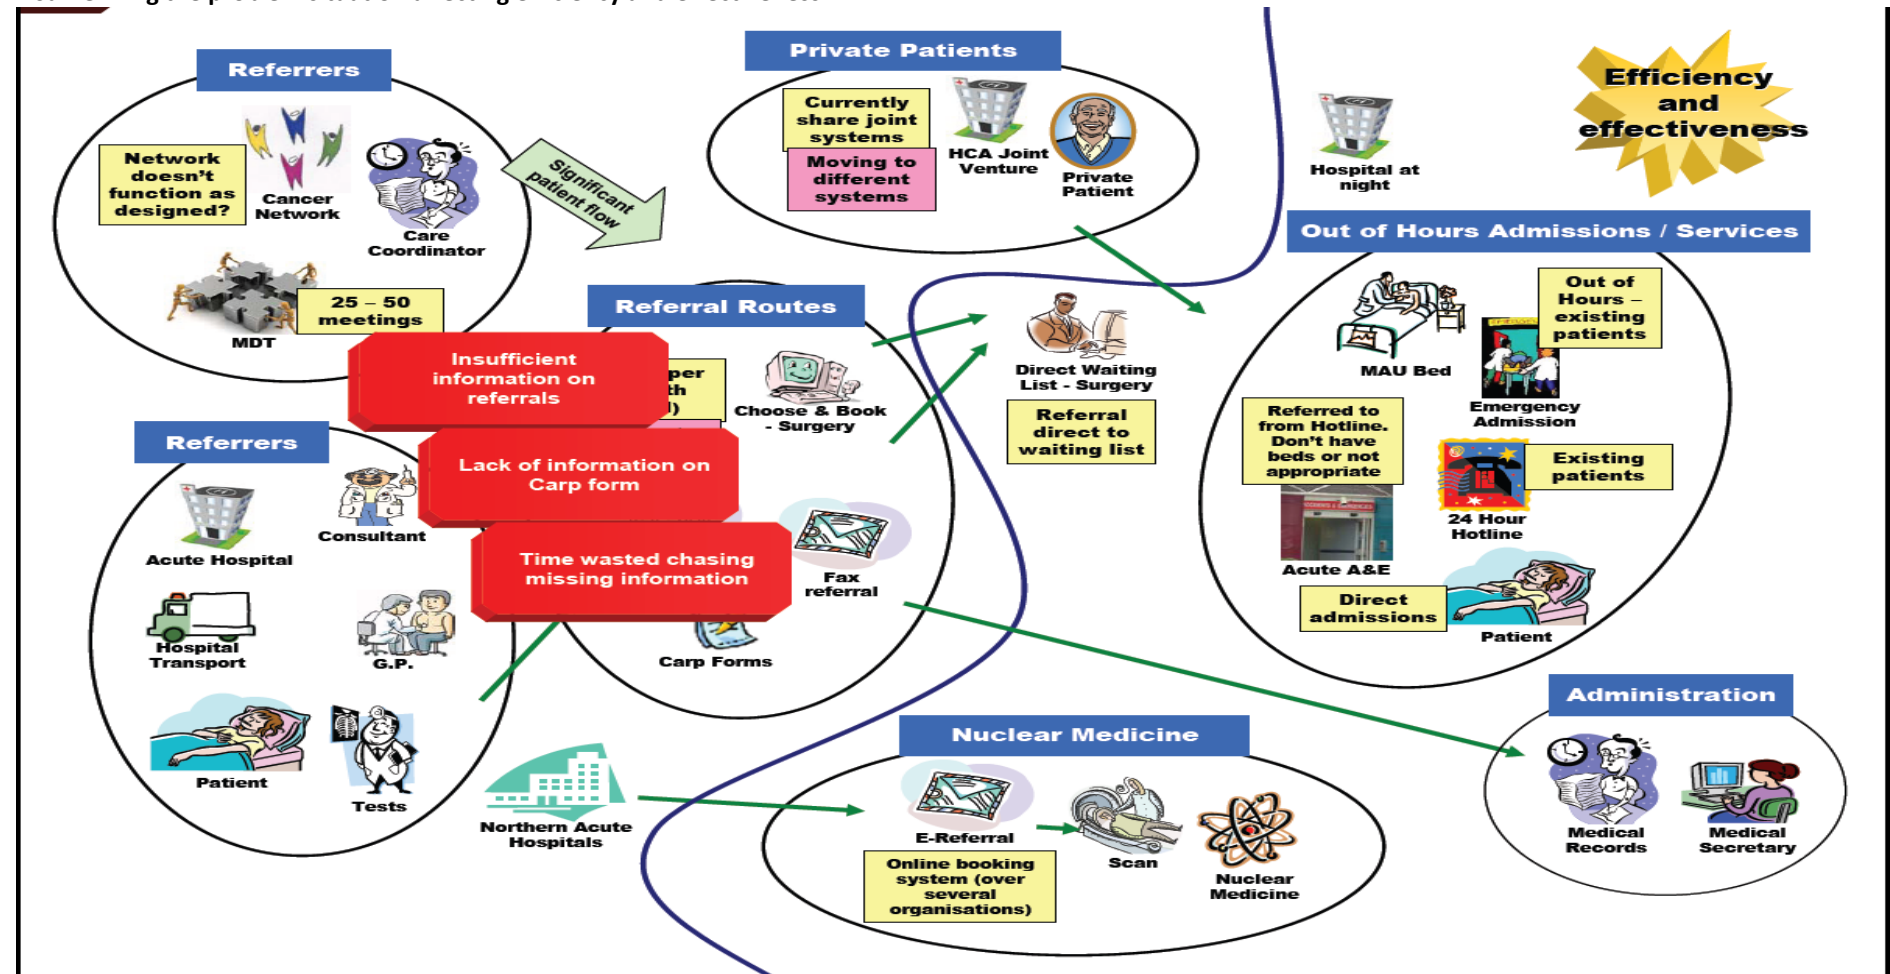 Referrers
Network
doesn't
function as
designed?
Cancer
Network
Care
Coordinator
MDT
25 – 50
meetings
Significant
patient flow
Private Patients
Currently
share joint
systems
Moving to
different
systems
HCA Joint
Venture
Private
Patient
Hospital at
night
Efficiency
and
effectiveness
Referral Routes
Insufficient
information on
referrals
Choose & Book
- Surgery
Lack of information on
Carp form
Time wasted chasing
missing information
Fax
referral
Carp Forms
Direct Waiting
List - Surgery
Referral
direct to
waiting list
Out of Hours Admissions / Services
Out of
Hours –
existing
patients
MAU Bed
Emergency
Admission
Referred to
from Hotline.
Don't have
beds or not
appropriate
Existing
patients
24 Hour
Hotline
Acute A&E
Direct
admissions
Patient
Referrers
Acute Hospital
Consultant
Hospital
Transport
G.P.
Patient
Tests
Northern Acute
Hospitals
Nuclear Medicine
E-Referral
Online booking
system (over
several
organisations)
Scan
Nuclear
Medicine
Administration
Medical
Records
Medical
Secretary